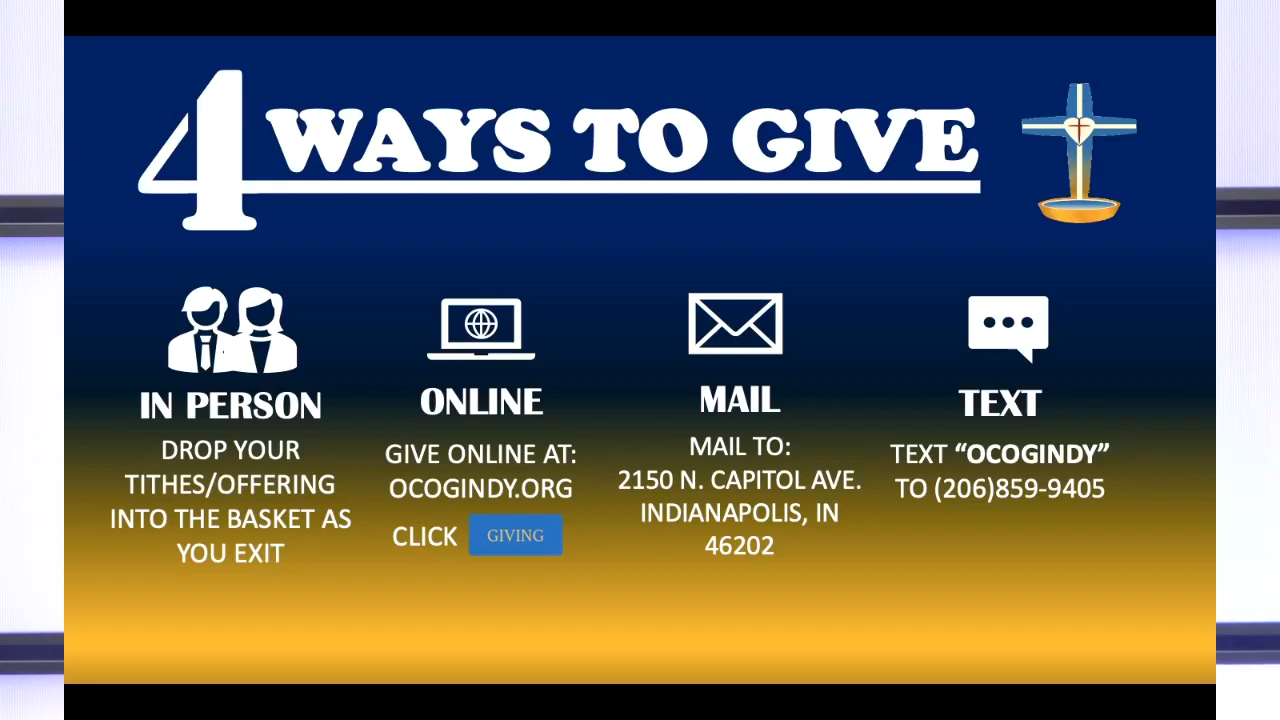 4 WAYS TO GIVE
IN PERSON
DROP YOUR
TITHES/OFFERING
INTO THE BASKET AS
YOU EXIT
ONLINE
GIVE ONLINE AT:
OCOGINDY.ORG
CLICK GIVING
MAIL
MAIL TO:
2150 N. CAPITOL AVE.
INDIANAPOLIS, IN
46202
TEXT
TEXT “OCOGINDY”
TO (206)859-9405